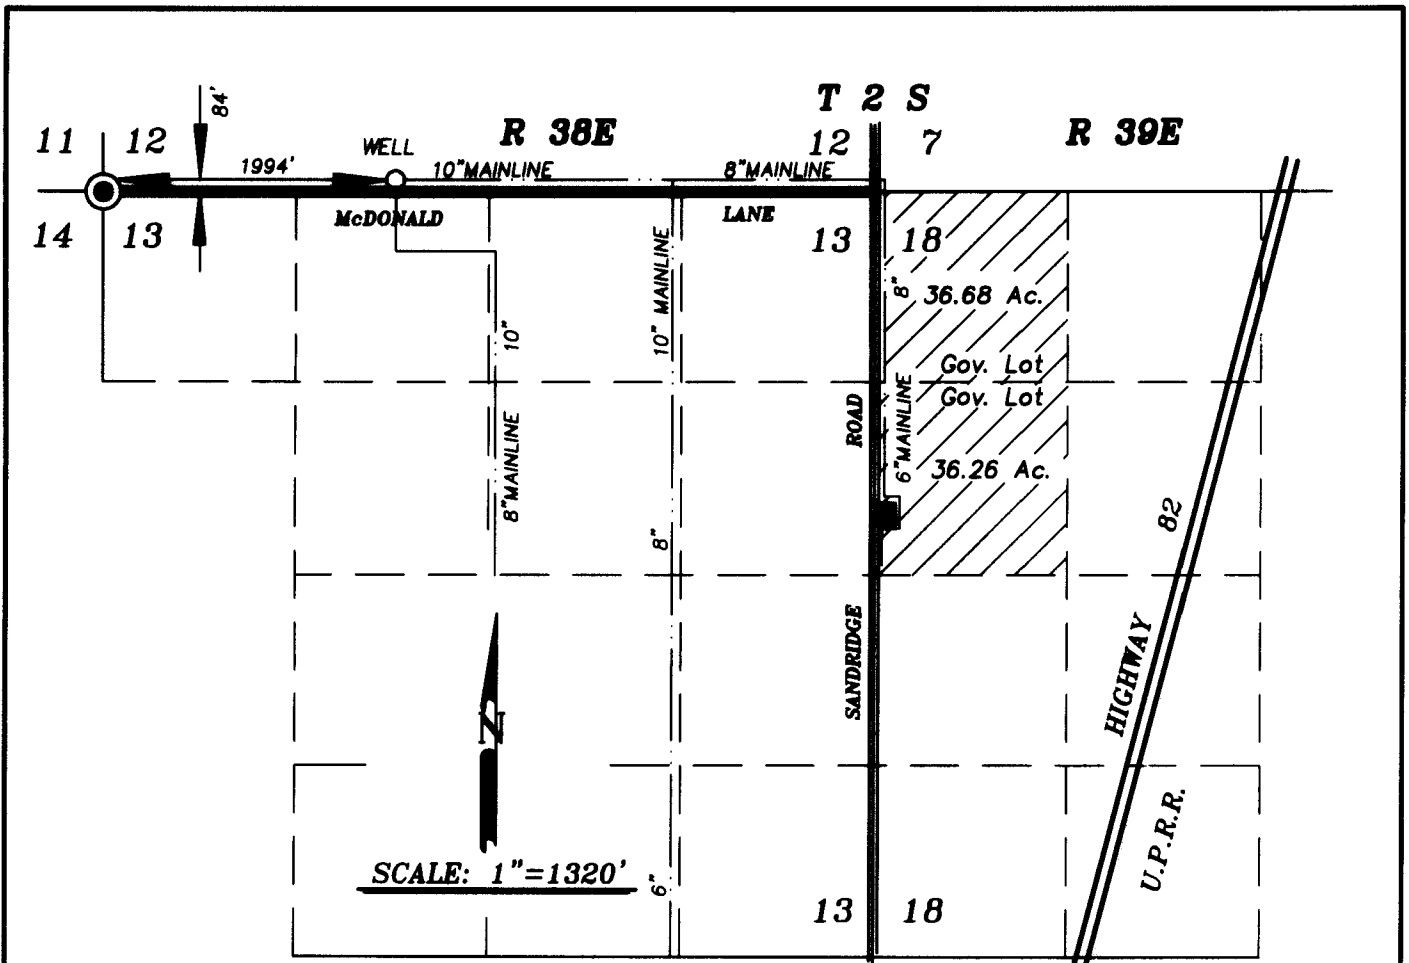 T 2 S
84'
11 12
R 38E
12 7
R 39E
WELL
1994'
10"MAINLINE
8"MAINLINE
McDONALD
LANE
14 13
13 18
10" MAINLINE
8"
36.68 Ac.
10"
Gov. Lot
Gov. Lot
ROAD
6"MAINLINE
36.26 Ac.
8"MAINLINE
8"
82
HIGHWAY
SANDRIDGE
N
U.P.R.R.
SCALE: 1"=1320'
6"
13 18